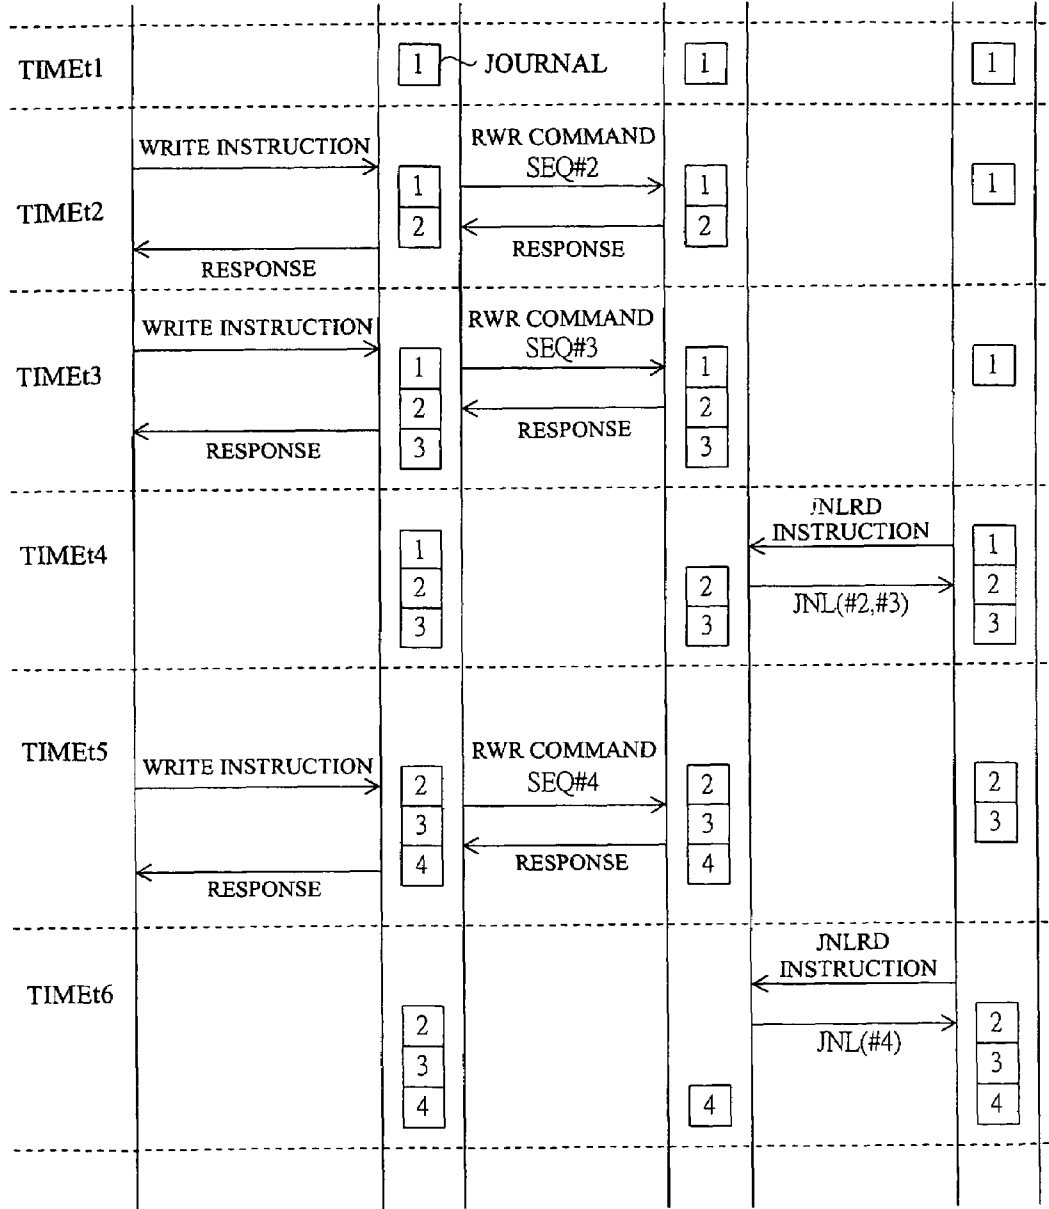 TIMEt1
1
JOURNAL
1
1
TIMEt2
WRITE INSTRUCTION
RESPONSE
1
2
RWR COMMAND
SEQ#2
RESPONSE
1
2
1
TIMEt3
WRITE INSTRUCTION
RESPONSE
1
2
3
RWR COMMAND
SEQ#3
RESPONSE
1
2
3
1
TIMEt4
1
2
3
2
3
JNLRD
INSTRUCTION
JNL(#2,#3)
1
2
3
TIMEt5
WRITE INSTRUCTION
RESPONSE
2
3
4
RWR COMMAND
SEQ#4
RESPONSE
2
3
4
2
3
TIMEt6
2
3
4
4
JNLRD
INSTRUCTION
JNL(#4)
2
3
4